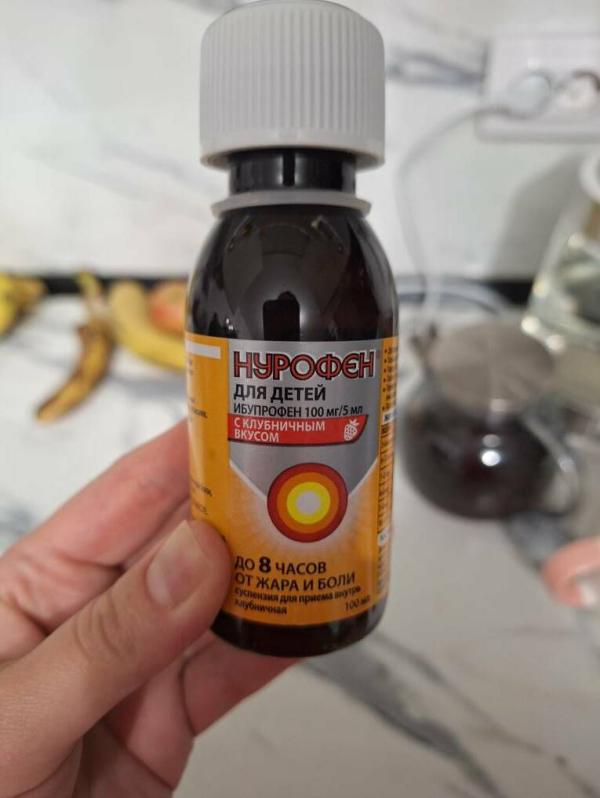 НУРОФЄН
ДЛЯ ДЕТЕЙ
ИБУПРОФЕН 100 мг/5 мл
С КЛУБНИЧНЫМ
ВКУСОМ
ДО 8 ЧАСОВ
ОТ ЖАРА И БОЛИ
суспензия для приема внутрь
клубничная
100 мл